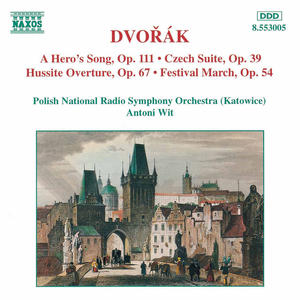 NAXOS
DDD
8.553005
DVOŘÁK
A Hero's Song, Op. 111 • Czech Suite, Op. 39
Hussite Overture, Op. 67 • Festival March, Op. 54
Polish National Radio Symphony Orchestra (Katowice)
Antoni Wit